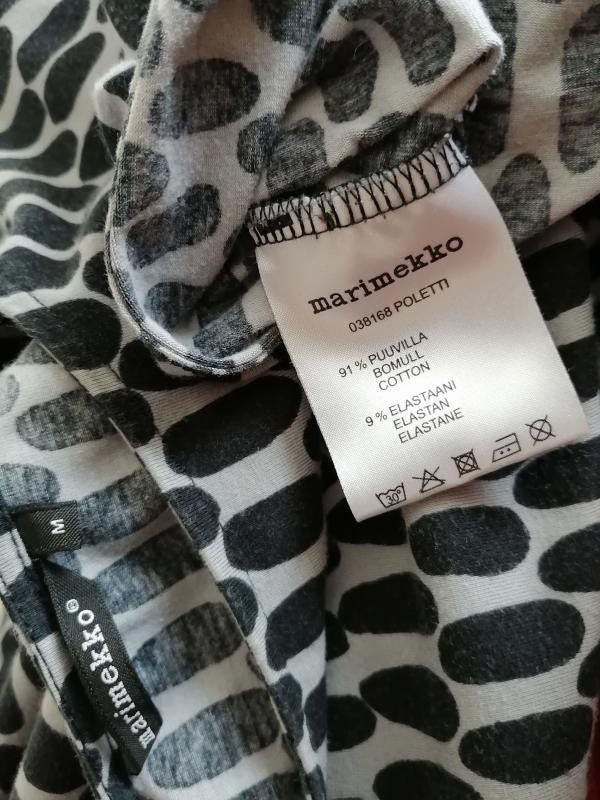 marimekko
038168 POLETTI
91 % PUUVILLA
BOMULL
COTTON
9 % ELASTAANI
ELASTAN
ELASTANE
30°
M
marimekko®